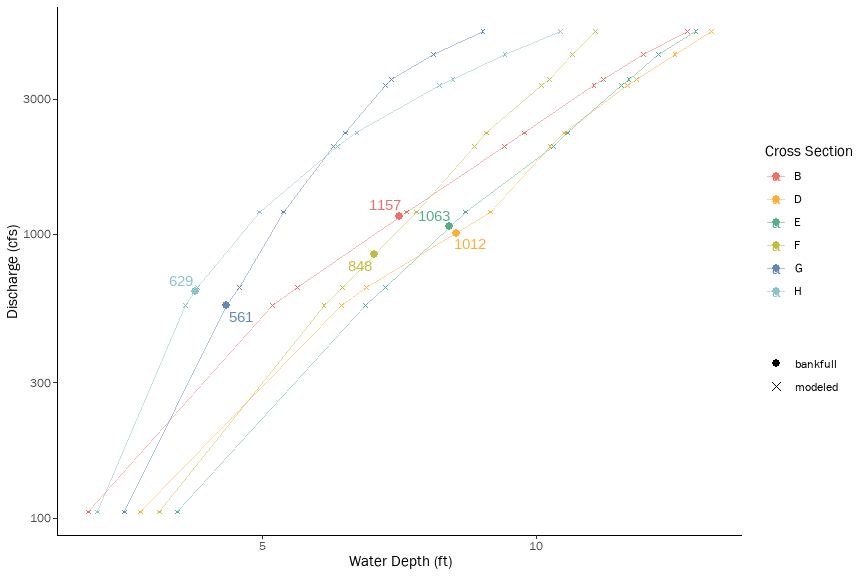 3000
1000
300
100
Discharge (cfs)
1157
1063
1012
848
629
561
5
10
Water Depth (ft)
Cross Section
B
D
E
F
G
H
bankfull
modeled